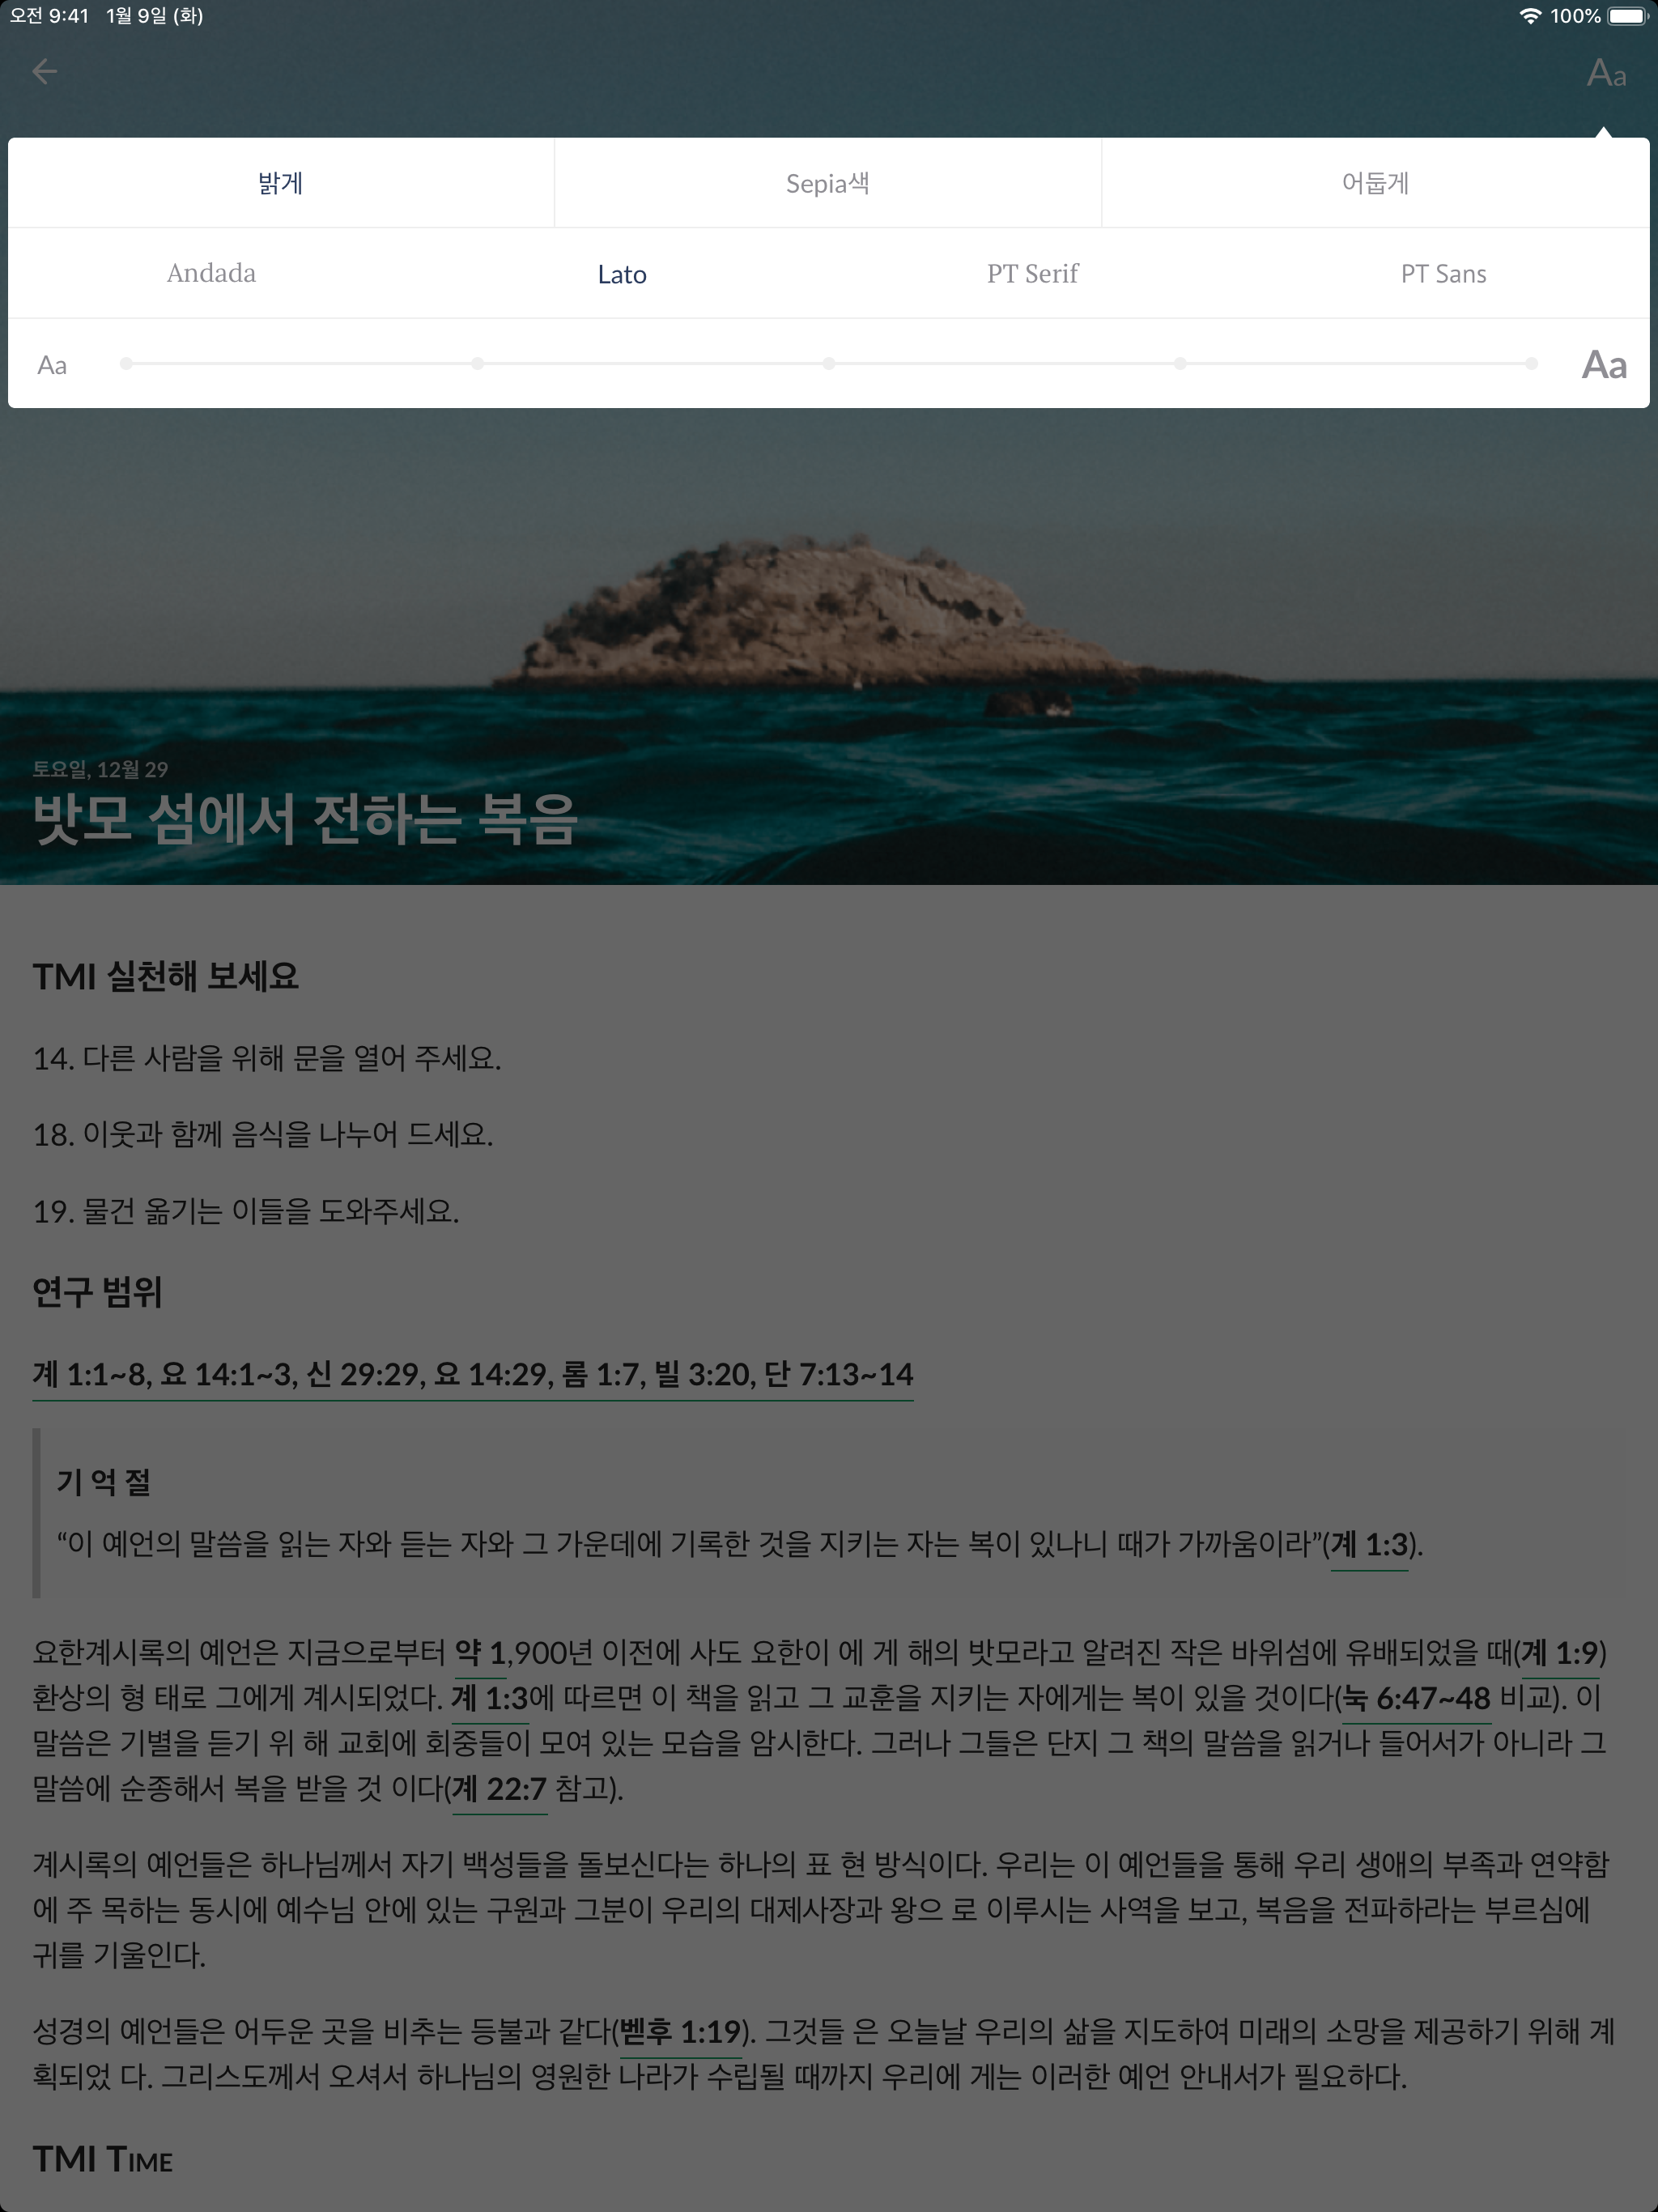 오전 9:41 1월 9일 (화) 100%
Aa
밝게 Sepia색 어둡게
Andada Lato PT Serif PT Sans
Aa Aa
토요일, 12월 29
밧모 섬에서 전하는 복음
TMI 실천해 보세요
14. 다른 사람을 위해 문을 열어 주세요.
18. 이웃과 함께 음식을 나누어 드세요.
19. 물건 옮기는 이들을 도와주세요.
연구 범위
계 1:1~8, 요 14:1~3, 신 29:29, 요 14:29, 롬 1:7, 빌 3:20, 단 7:13~14
기 억 절
“이 예언의 말씀을 읽는 자와 듣는 자와 그 가운데에 기록한 것을 지키는 자는 복이 있나니 때가 가까움이라”(계 1:3).
요한계시록의 예언은 지금으로부터 약 1,900년 이전에 사도 요한이 에 게 해의 밧모라고 알려진 작은 바위섬에 유배되었을 때(계 1:9)
환상의 형 태로 그에게 계시되었다. 계 1:3에 따르면 이 책을 읽고 그 교훈을 지키는 자에게는 복이 있을 것이다(눅 6:47~48 비교). 이
말씀은 기별을 듣기 위 해 교회에 회중들이 모여 있는 모습을 암시한다. 그러나 그들은 단지 그 책의 말씀을 읽거나 들어서가 아니라 그
말씀에 순종해서 복을 받을 것 이다(계 22:7 참고).
계시록의 예언들은 하나님께서 자기 백성들을 돌보신다는 하나의 표 현 방식이다. 우리는 이 예언들을 통해 우리 생애의 부족과 연약함
에 주 목하는 동시에 예수님 안에 있는 구원과 그분이 우리의 대제사장과 왕으 로 이루시는 사역을 보고, 복음을 전파하라는 부르심에
귀를 기울인다.
성경의 예언들은 어두운 곳을 비추는 등불과 같다(벧후 1:19). 그것들 은 오늘날 우리의 삶을 지도하여 미래의 소망을 제공하기 위해 계
획되었 다. 그리스도께서 오셔서 하나님의 영원한 나라가 수립될 때까지 우리에 게는 이러한 예언 안내서가 필요하다.
TMI TIME